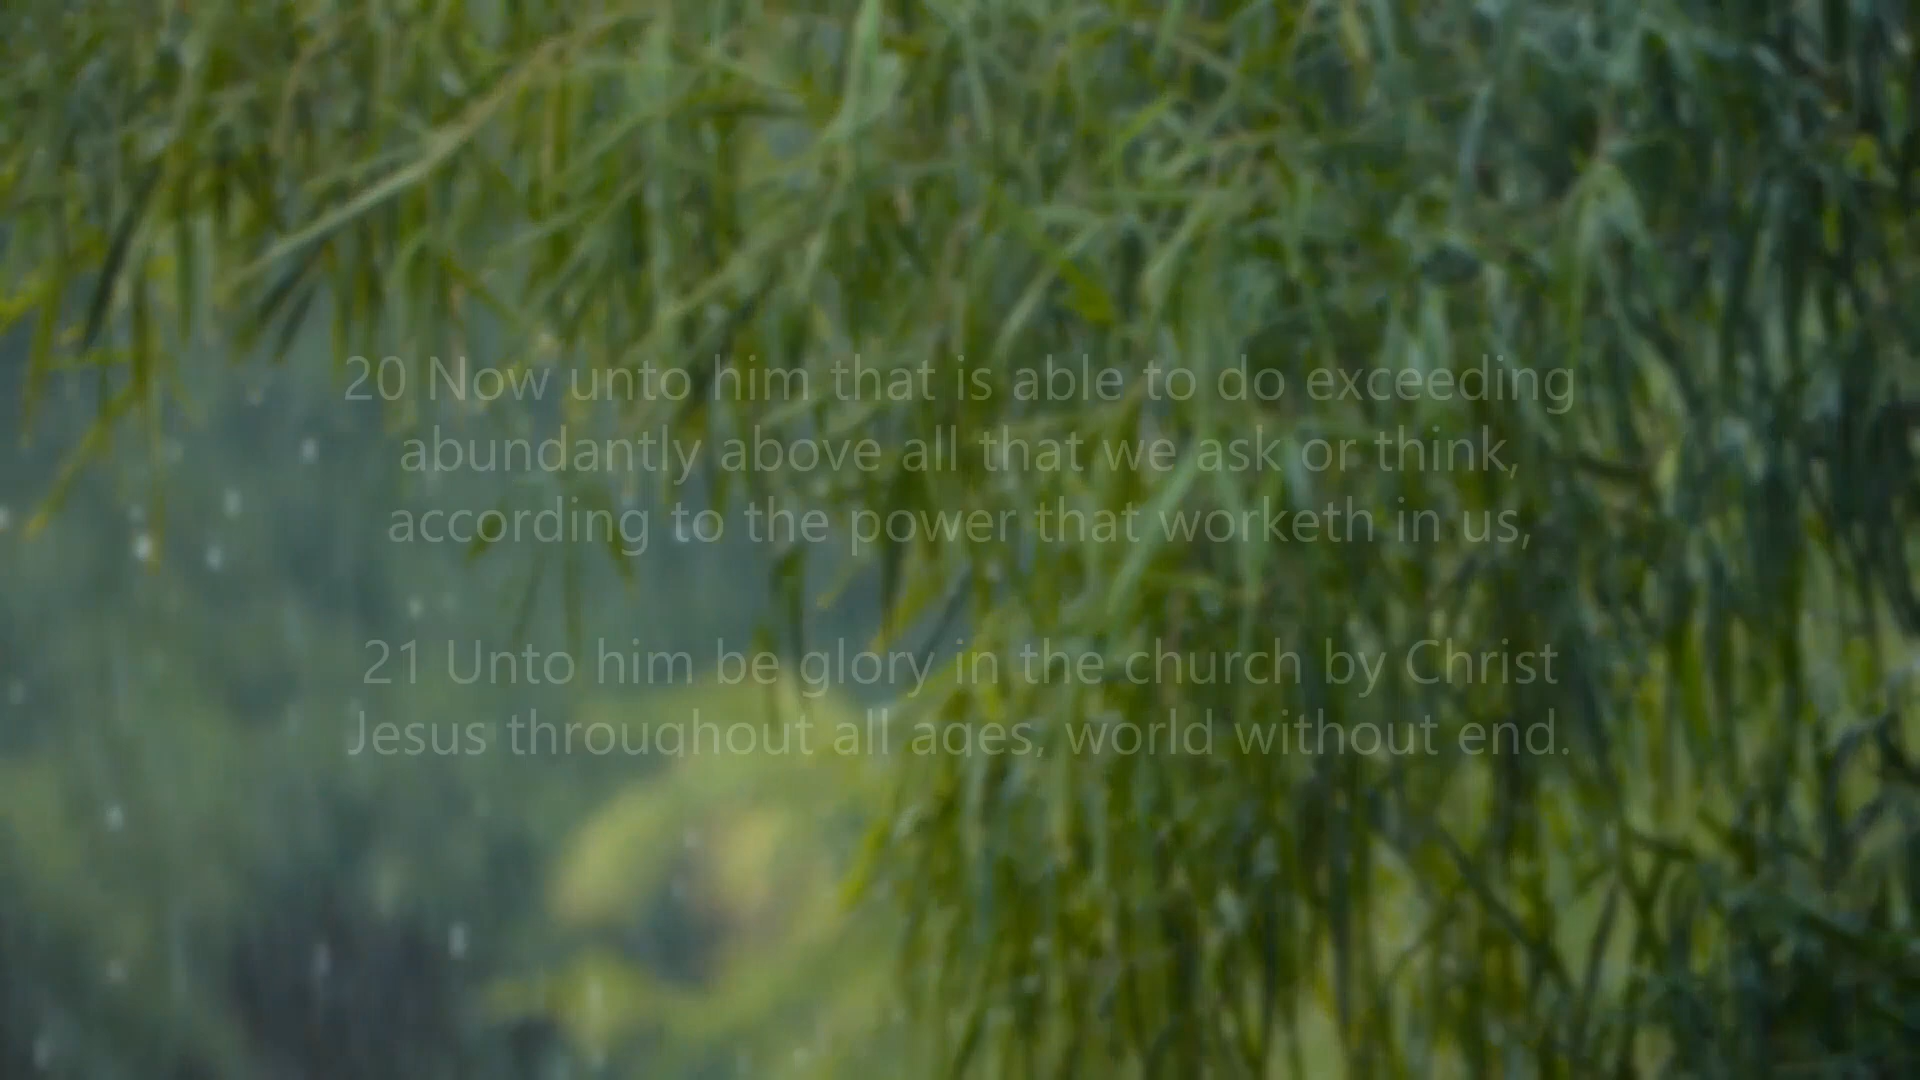 20 Now unto him that is able to do exceeding
abundantly above all that we ask or think,
according to the power that worketh in us,
21 Unto him be glory in the church by Christ
Jesus throughout all ages, world without end.